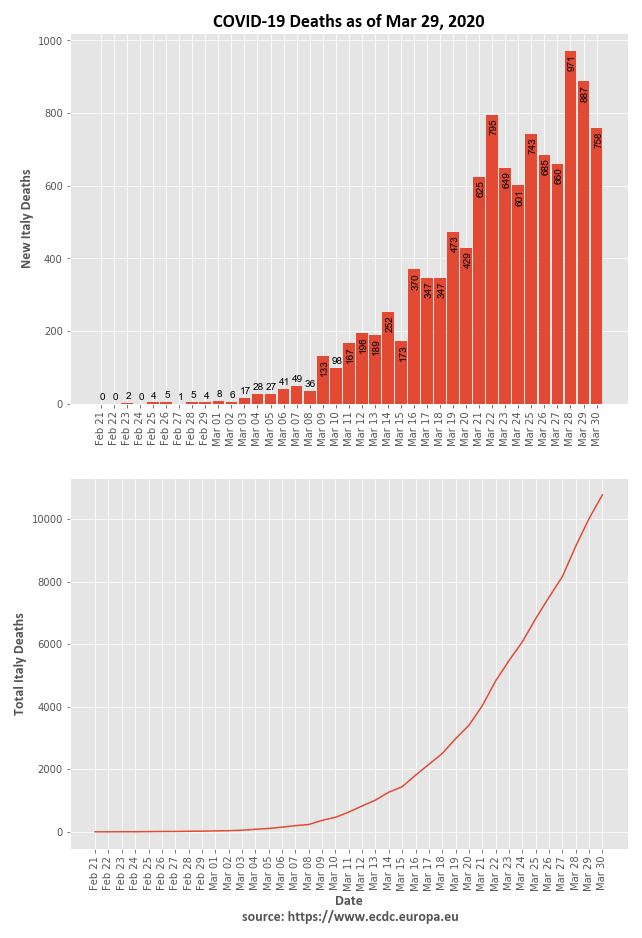 COVID-19 Deaths as of Mar 29, 2020
New Italy Deaths
1000
800
600
400
200
0
0 0 2 0 4 5 1 5 4 8 6 17 28 27 41 49 36 133 98 167 196 189 252 173 370 347 347 473 429 625 795 649 601 743 685 660 971 887 758
Feb 21 Feb 22 Feb 23 Feb 24 Feb 25 Feb 26 Feb 27 Feb 28 Feb 29 Mar 01 Mar 02 Mar 03 Mar 04 Mar 05 Mar 06 Mar 07 Mar 08 Mar 09 Mar 10 Mar 11 Mar 12 Mar 13 Mar 14 Mar 15 Mar 16 Mar 17 Mar 18 Mar 19 Mar 20 Mar 21 Mar 22 Mar 23 Mar 24 Mar 25 Mar 26 Mar 27 Mar 28 Mar 29 Mar 30
Total Italy Deaths
10000
8000
6000
4000
2000
0
Feb 21 Feb 22 Feb 23 Feb 24 Feb 25 Feb 26 Feb 27 Feb 28 Feb 29 Mar 01 Mar 02 Mar 03 Mar 04 Mar 05 Mar 06 Mar 07 Mar 08 Mar 09 Mar 10 Mar 11 Mar 12 Mar 13 Mar 14 Mar 15 Mar 16 Mar 17 Mar 18 Mar 19 Mar 20 Mar 21 Mar 22 Mar 23 Mar 24 Mar 25 Mar 26 Mar 27 Mar 28 Mar 29 Mar 30
Date
source: https://www.ecdc.europa.eu